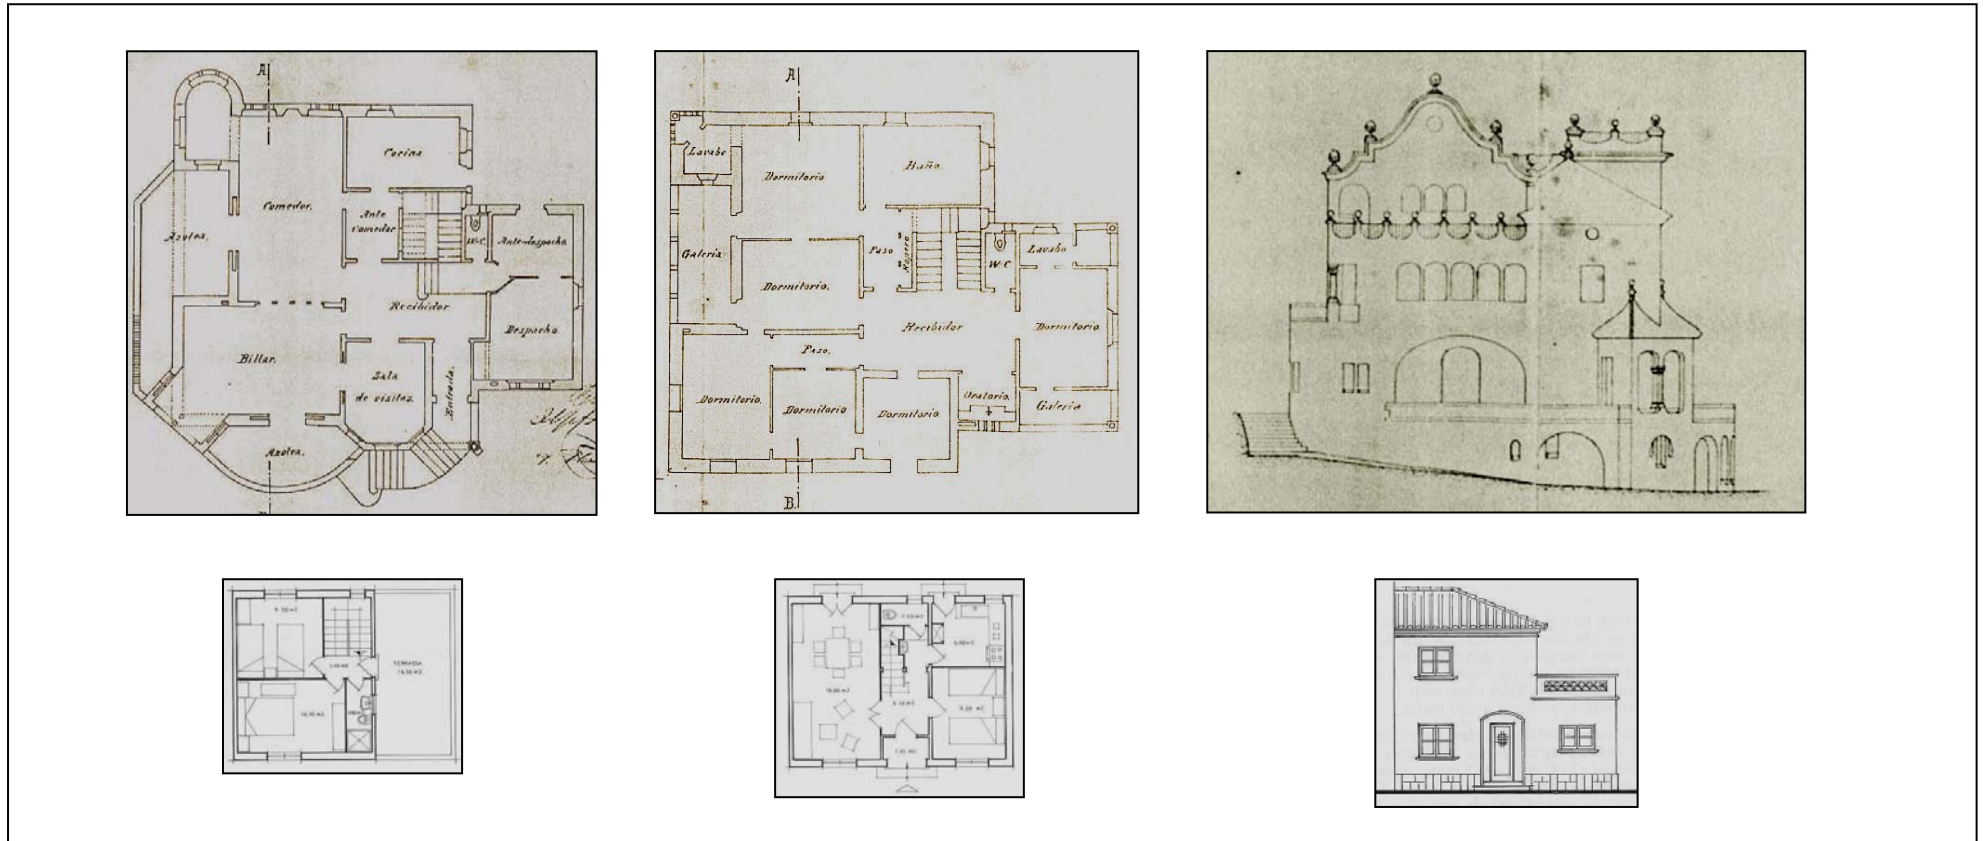 A
Cocina
Comedor.
Ante
Comedor
W-C.
Ante-despacho
Azotea.
Recibidor
Despacho
Billar.
Sala
de visitas.
Entrada.
Azotea.
A
Lavabo
Dormitorio
Baño.
Galeria
Paso
Ropero
W-C
Lavabo
Dormitorio.
Recibidor
Dormitorio
Paso.
Dormitorio.
Dormitorio
Dormitorio
Oratorio.
Galeria
B.
TERRASSA